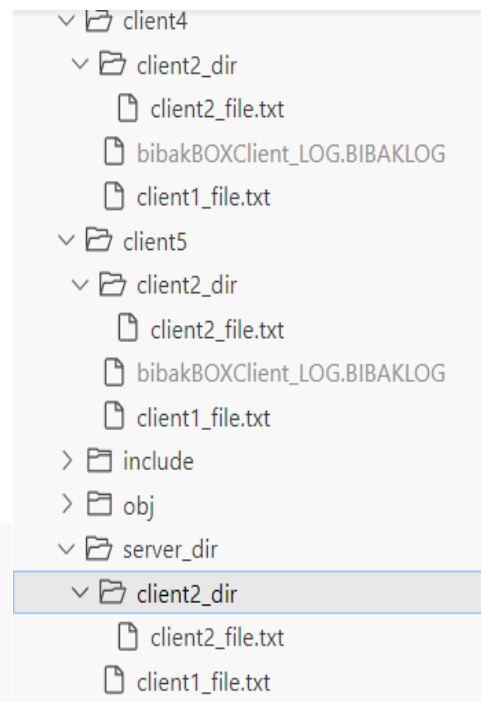 client4
client2_dir
client2_file.txt
bibakBOXClient_LOG.BIBAKLOG
client1_file.txt
client5
client2_dir
client2_file.txt
bibakBOXClient_LOG.BIBAKLOG
client1_file.txt
include
obj
server_dir
client2_dir
client2_file.txt
client1_file.txt